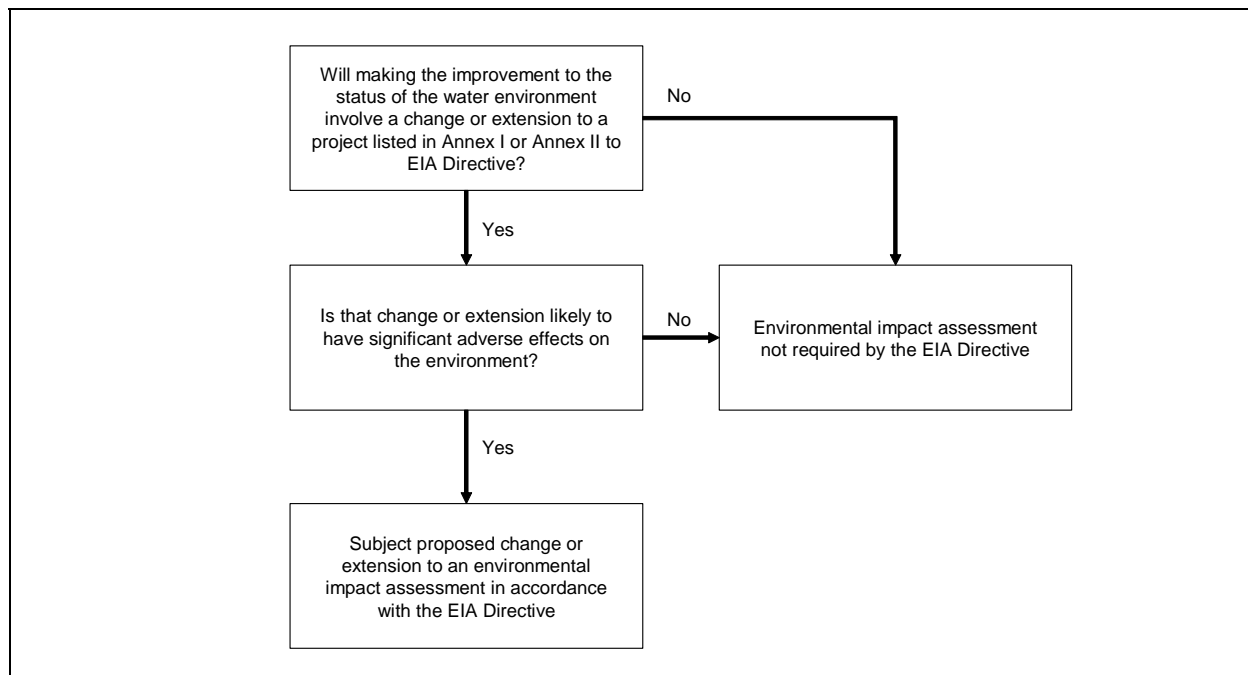 Will making the improvement to the
status of the water environment
involve a change or extension to a
project listed in Annex I or Annex II to
EIA Directive?
No
Yes
Is that change or extension likely to
have significant adverse effects on
the environment?
No
Environmental impact assessment
not required by the EIA Directive
Yes
Subject proposed change or
extension to an environmental
impact assessment in accordance
with the EIA Directive